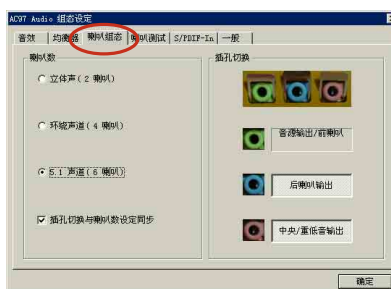 AC97 Audio 组态设定
音效 均衡器 喇叭组态 喇叭测试 S/PDIF-In 一般
喇叭数
立体声(2 喇叭)
环绕声道(4 喇叭)
5.1 声道(6 喇叭)
插孔切换与喇叭数设定同步
插孔切换
音源输出/前喇叭
后喇叭输出
中央/重低音输出
确定